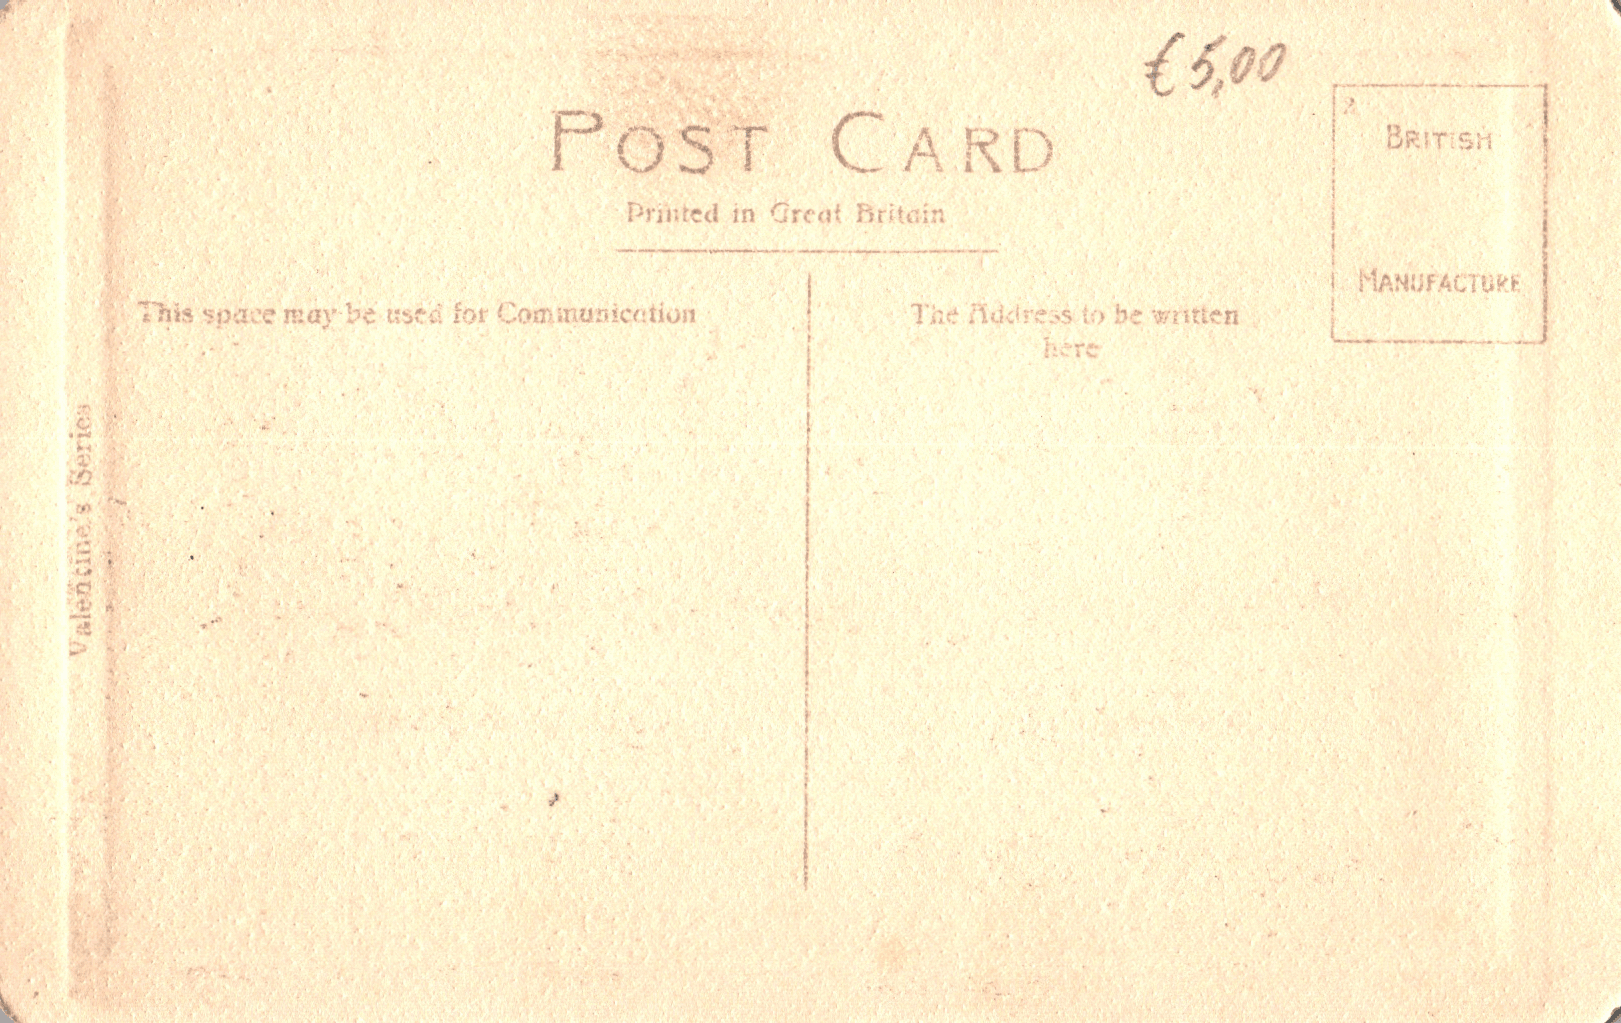 € 5,00
POST CARD
Printed in Great Britain
2
BRITISH
MANUFACTURE
This space may be used for Communication
The Address to be written
here
Valentine's Series